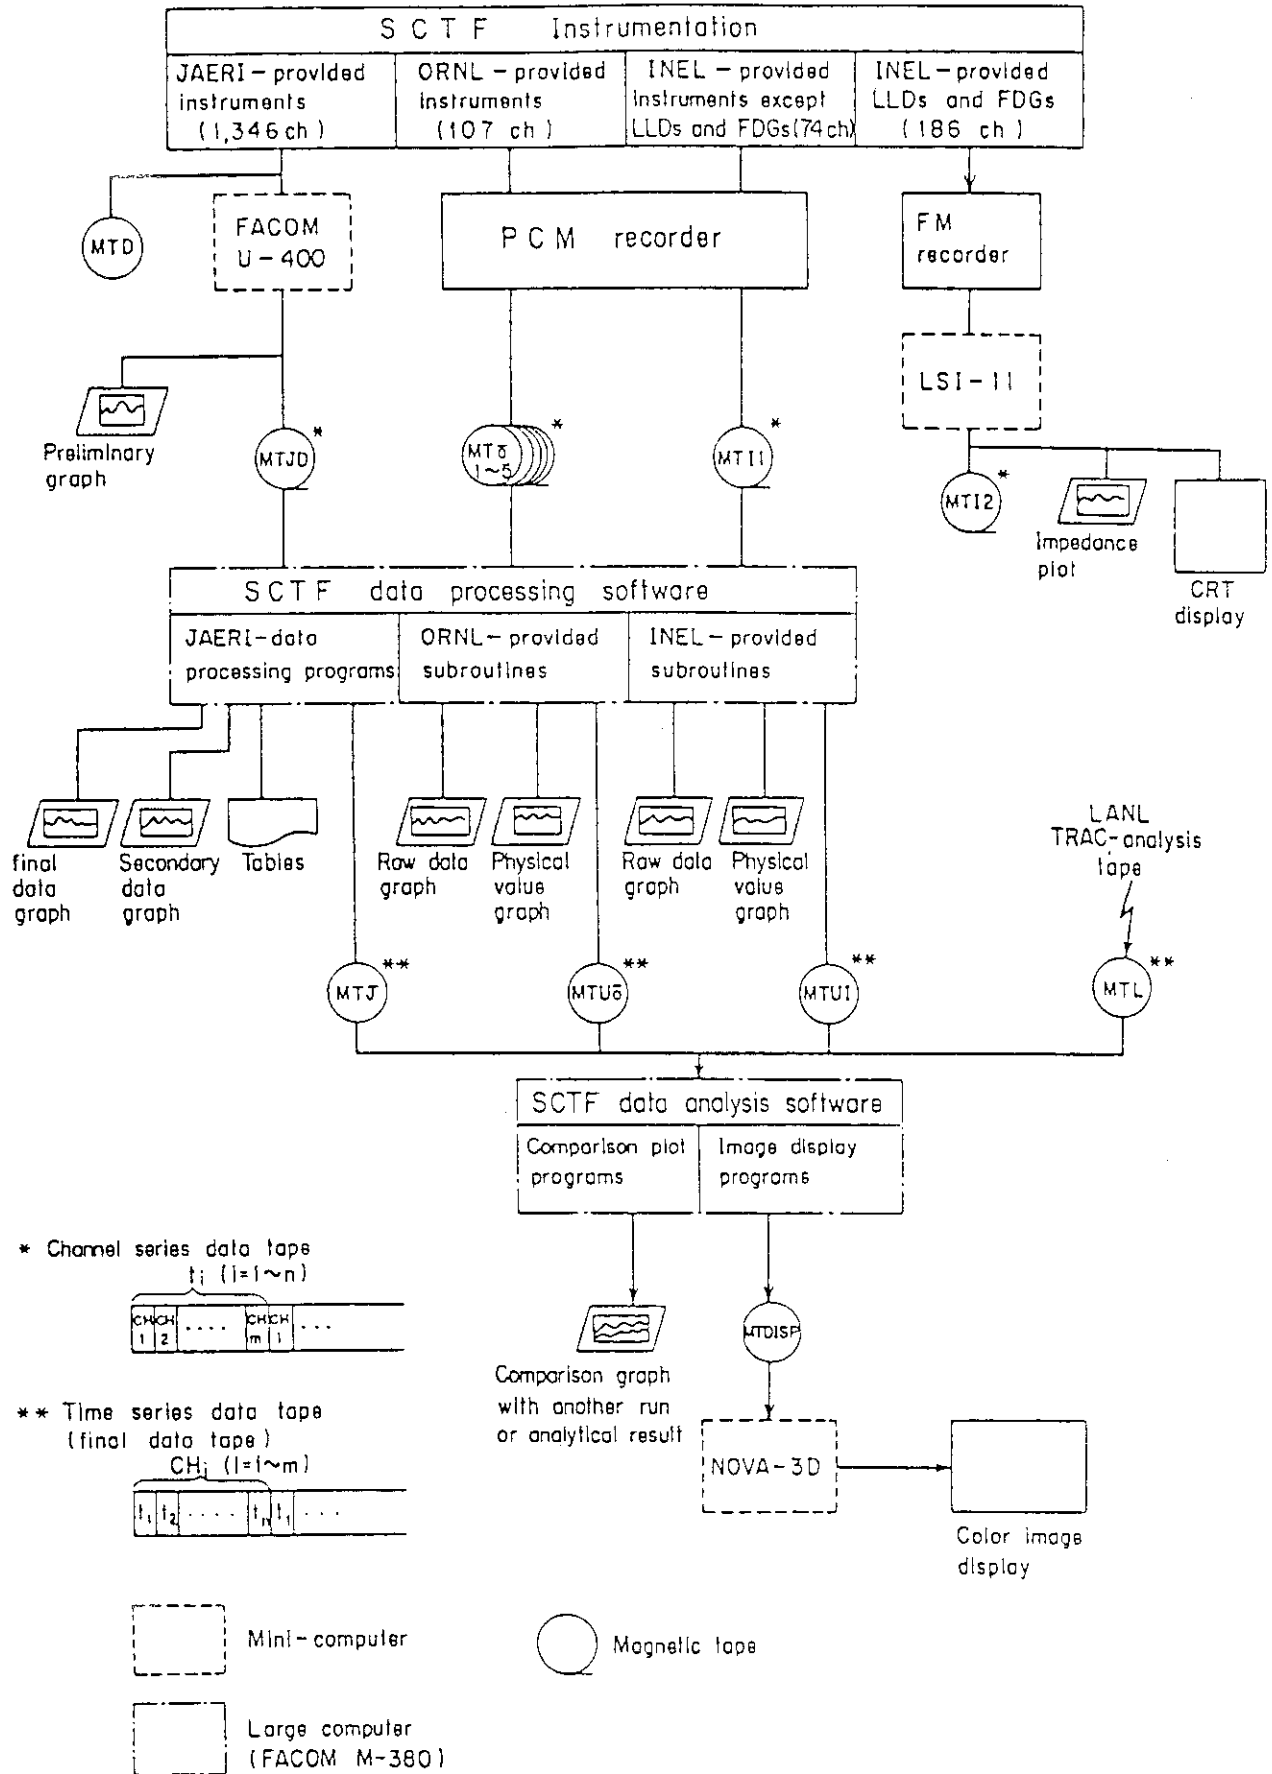 SCTF Instrumentation
JAERI-provided
instruments
(1,346 ch)
ORNL-provided
instruments
(107 ch)
INEL-provided
instruments except
LLDs and FDGs (74 ch)
INEL-provided
LLDs and FDGs
(186 ch)
MTD
FACOM
U-400
PCM recorder
FM
recorder
LSI-11
Preliminary
graph
MTJD
*
MTō
1~5
*
MTI1
*
MTI2
*
Impedance
plot
CRT
display
SCTF data processing software
JAERI-data
processing programs
ORNL-provided
subroutines
INEL-provided
subroutines
final
data
graph
Secondary
data
graph
Tables
Raw data
graph
Physical
value
graph
Raw data
graph
Physical
value
graph
LANL
TRAC-analysis
tape
MTJ
**
MTUō
**
MTUI
**
MTL
**
SCTF data analysis software
Comparison plot
programs
Image display
programs
* Channel series data tape
ti (i=1~n)
CH 1 CH 2 .... CH m CH 1 ...
** Time series data tape
(final data tape)
CHi (i=1~m)
t1 t2 ..... tn t1 ...
Comparison graph
with another run
or analytical result
MTDISP
NOVA-3D
Color image
display
Mini-computer
Magnetic tape
Large computer
(FACOM M-380)